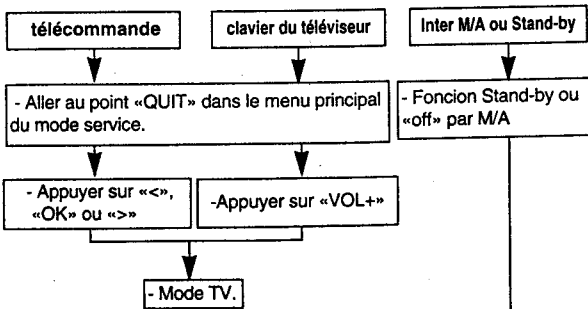 télécommande
clavier du téléviseur
Inter M/A ou Stand-by
- Aller au point «QUIT» dans le menu principal
du mode service.
- Foncion Stand-by ou
«off» par M/A
- Appuyer sur «<»,
«OK» ou «>»
-Appuyer sur «VOL+»
- Mode TV.